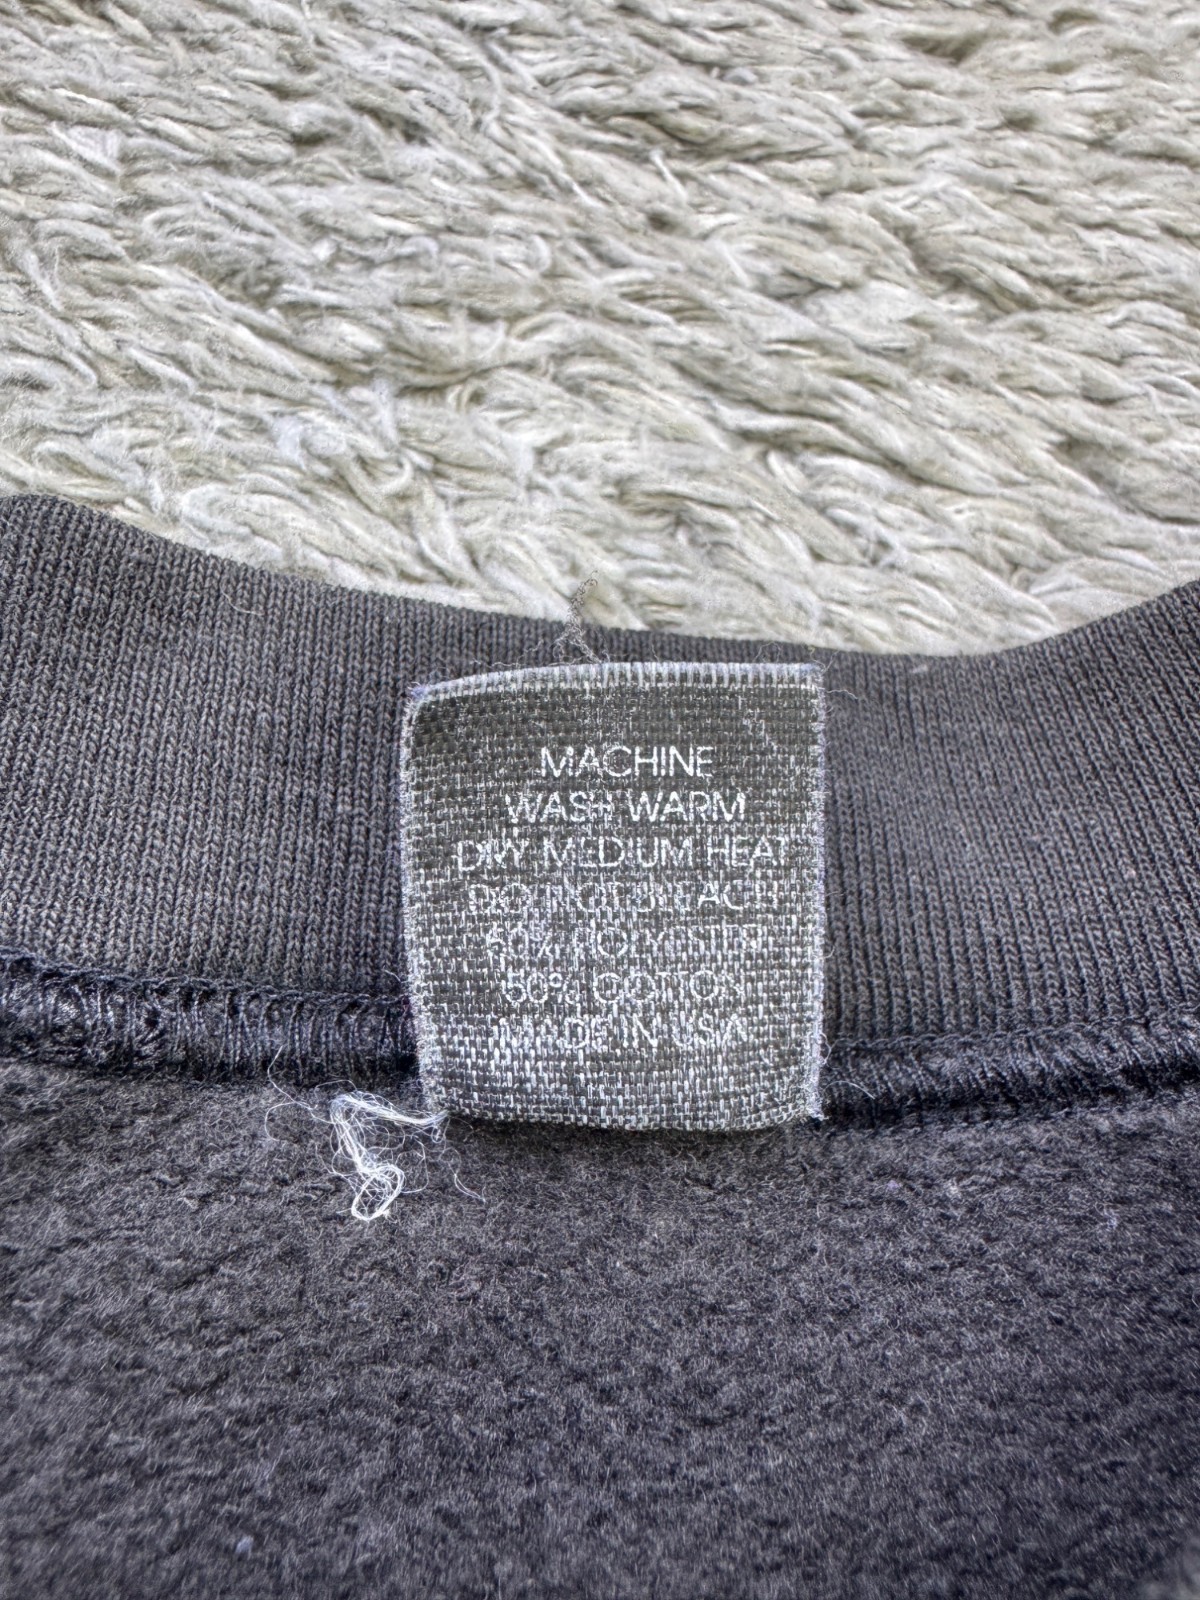 MACHINE
WASH WARM
DRY MEDIUM HEAT
DO NOT BLEACH
50% POLYESTER
50% COTTON
MADE IN USA